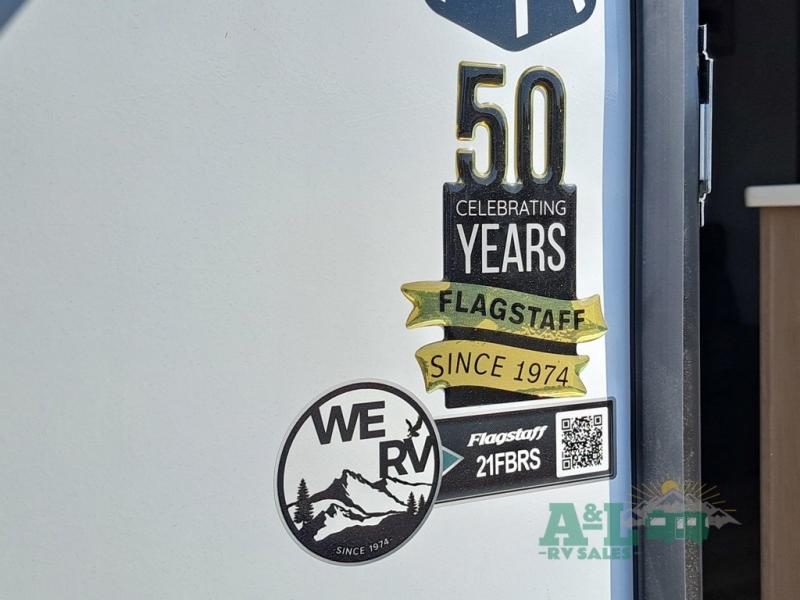 50
CELEBRATING
YEARS
FLAGSTAFF
SINCE 1974
WE
RV
-SINCE 1974-
Flagstaff
21FBRS
A&L
-RV SALES-